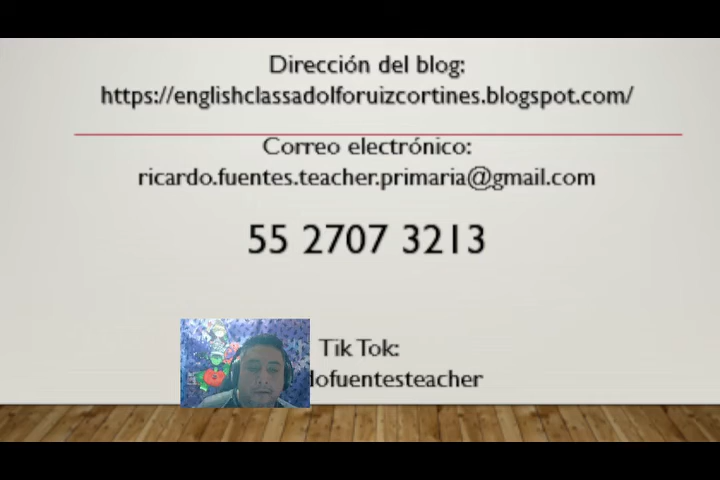 Dirección del blog:
https://englishclassadolforuizcortines.blogspot.com/
Correo electrónico:
ricardo.fuentes.teacher.primaria@gmail.com
55 2707 3213
Tik Tok: